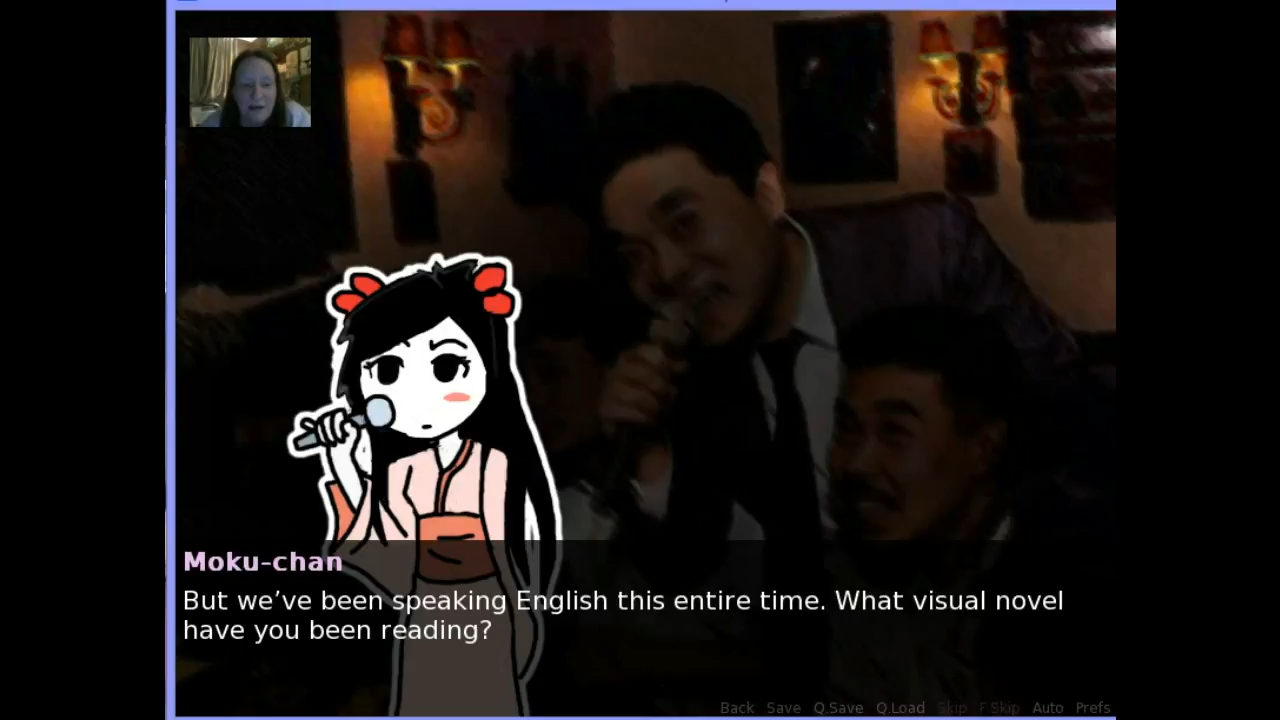 Moku-chan
But we’ve been speaking English this entire time. What visual novel
have you been reading?
Back Save Q.Save Q.Load Skip F.Skip Auto Prefs